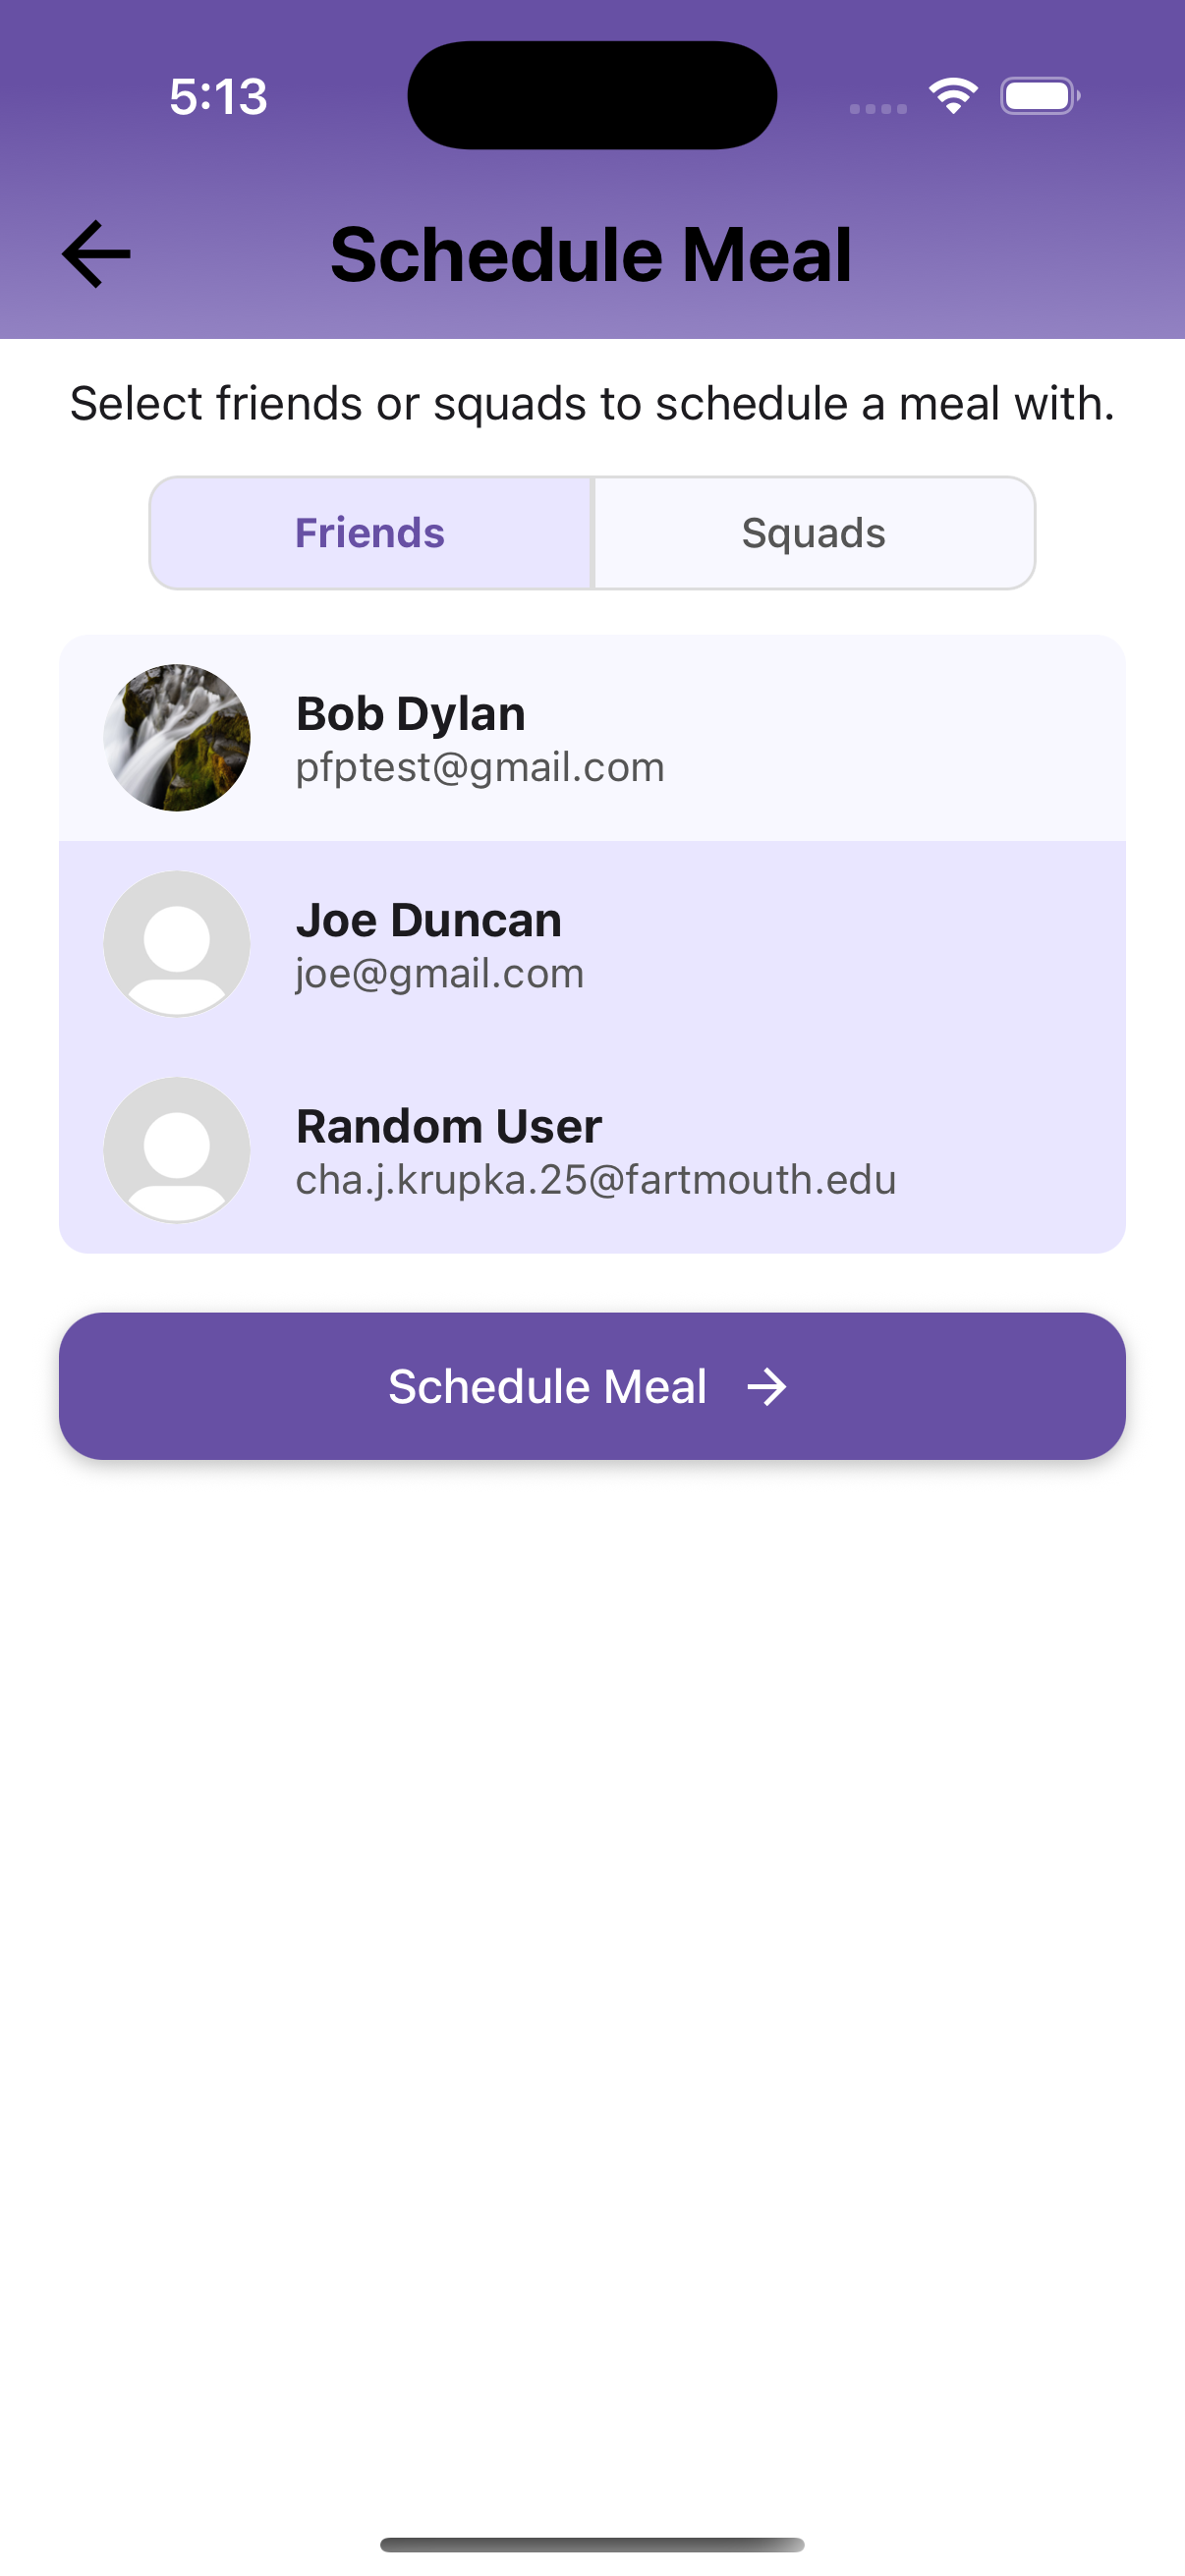 5:13
Schedule Meal
Select friends or squads to schedule a meal with.
Friends
Squads
Bob Dylan
pfptest@gmail.com
Joe Duncan
joe@gmail.com
Random User
cha.j.krupka.25@fartmouth.edu
Schedule Meal